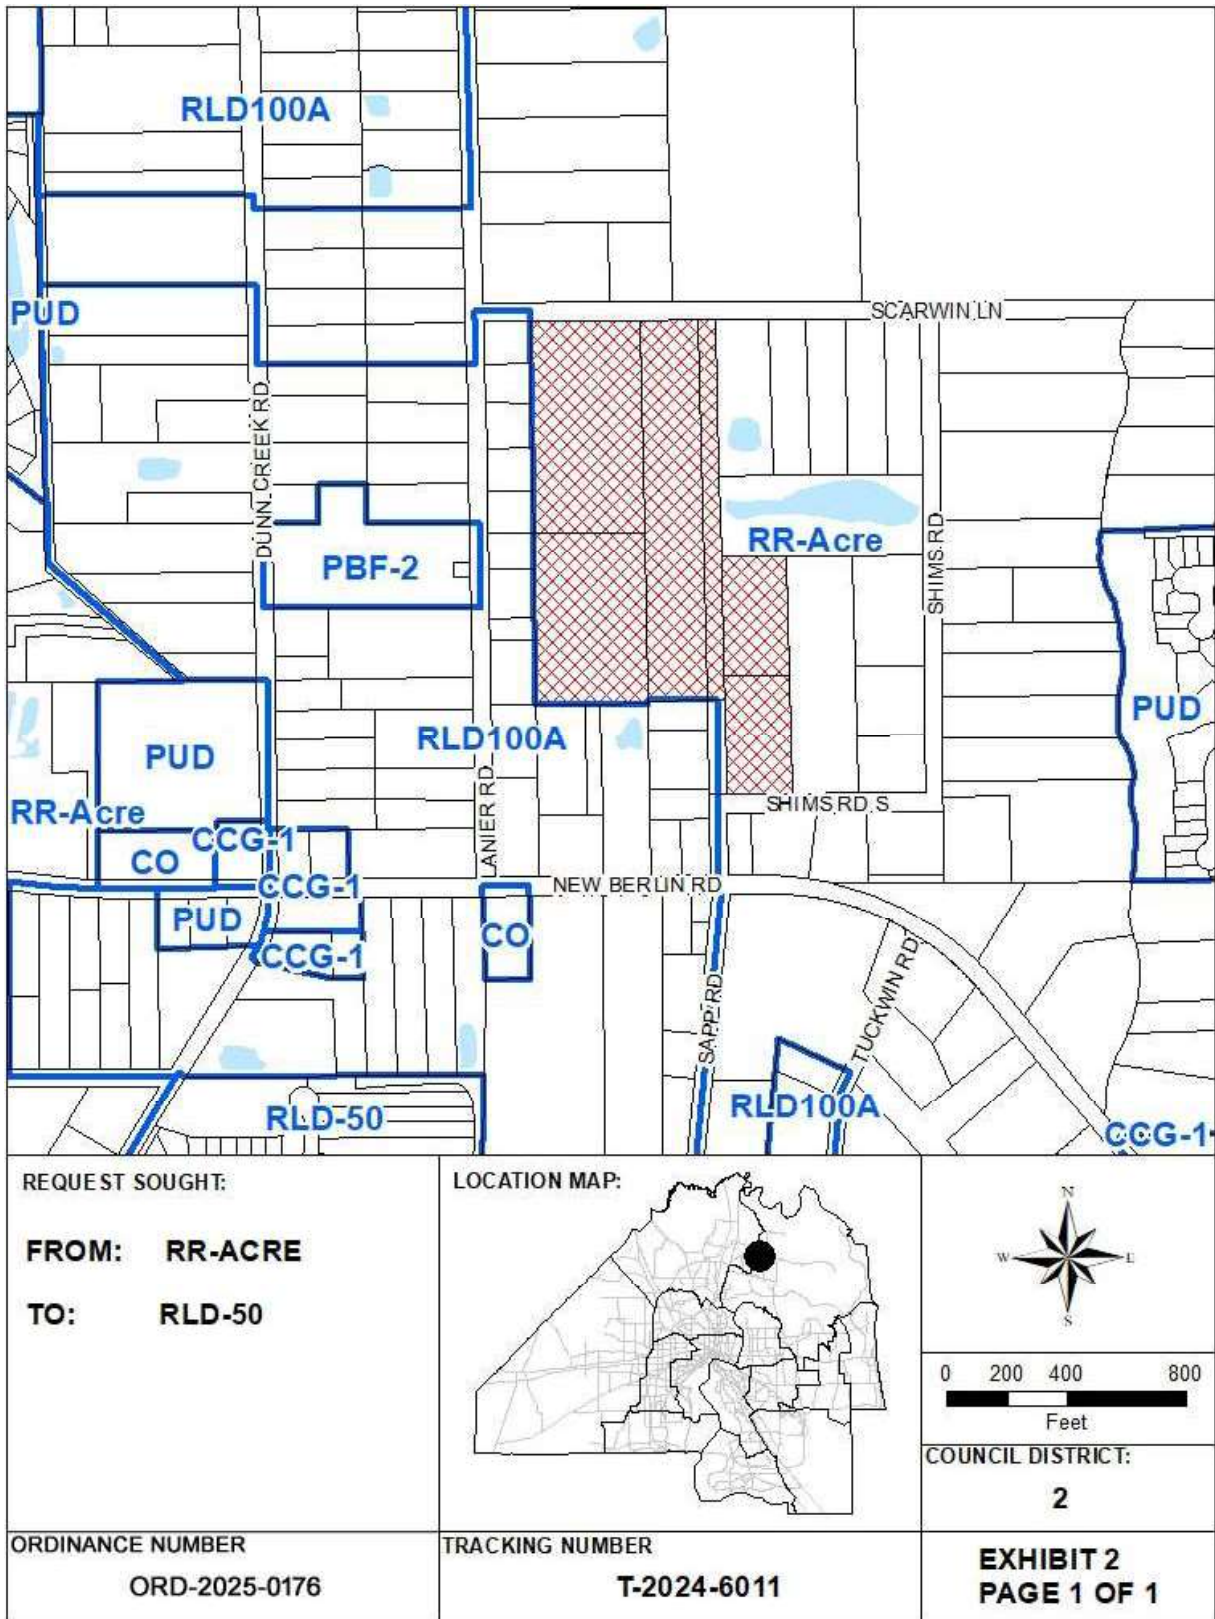 RLD100A
PUD
SCARWIN LN
DUNN CREEK RD
PBF-2
RR-Acre
SHIMS RD
PUD
RLD100A
PUD
LANIER RD
RR-Acre
SHIMS RD S
CCG-1
CO
CCG-1
NEW BERLIN RD
PUD
CO
CCG-1
SAPP RD
TUCKWIN RD
RLD-50
RLD100A
CCG-1
REQUEST SOUGHT:
FROM: RR-ACRE
TO: RLD-50
LOCATION MAP:
N
W E
S
0 200 400 800
Feet
COUNCIL DISTRICT:
2
ORDINANCE NUMBER
ORD-2025-0176
TRACKING NUMBER
T-2024-6011
EXHIBIT 2
PAGE 1 OF 1